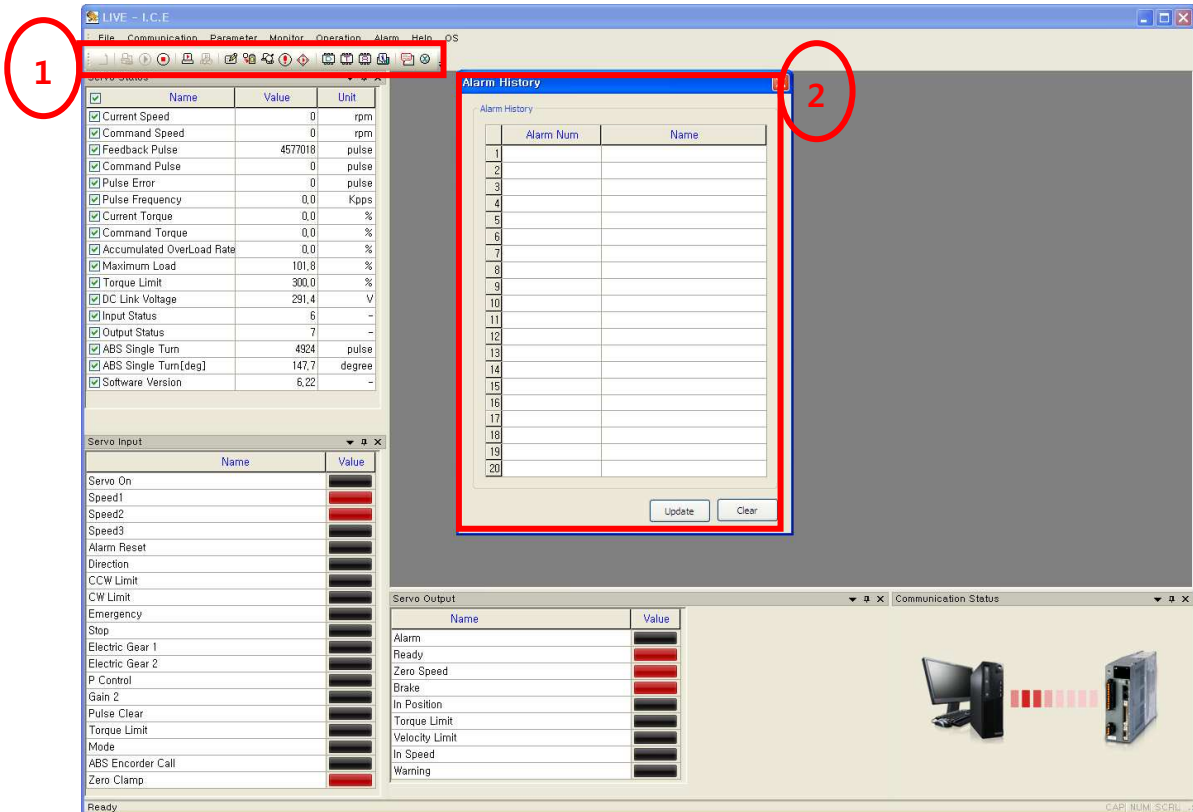 LIVE - I.C.E
File Communication Parameter Monitor Operation Alarm Help OS
1
Servo Status
Name Value Unit
Current Speed 0 rpm
Command Speed 0 rpm
Feedback Pulse 4577018 pulse
Command Pulse 0 pulse
Pulse Error 0 pulse
Pulse Frequency 0,0 Kpps
Current Torque 0,0 %
Command Torque 0,0 %
Accumulated OverLoad Rate 0,0 %
Maximum Load 101,8 %
Torque Limit 300,0 %
DC Link Voltage 291,4 V
Input Status 6 -
Output Status 7 -
ABS Single Turn 4924 pulse
ABS Single Turn[deg] 147,7 degree
Software Version 6,22 -
Alarm History
2
Alarm History
Alarm Num Name
1
2
3
4
5
6
7
8
9
10
11
12
13
14
15
16
17
18
19
20
Update Clear
Servo Input
Name Value
Servo On
Speed1
Speed2
Speed3
Alarm Reset
Direction
CCW Limit
CW Limit
Emergency
Stop
Electric Gear 1
Electric Gear 2
P Control
Gain 2
Pulse Clear
Torque Limit
Mode
ABS Encorder Call
Zero Clamp
Servo Output
Name Value
Alarm
Ready
Zero Speed
Brake
In Position
Torque Limit
Velocity Limit
In Speed
Warning
Communication Status
Ready
CAP NUM SCRL